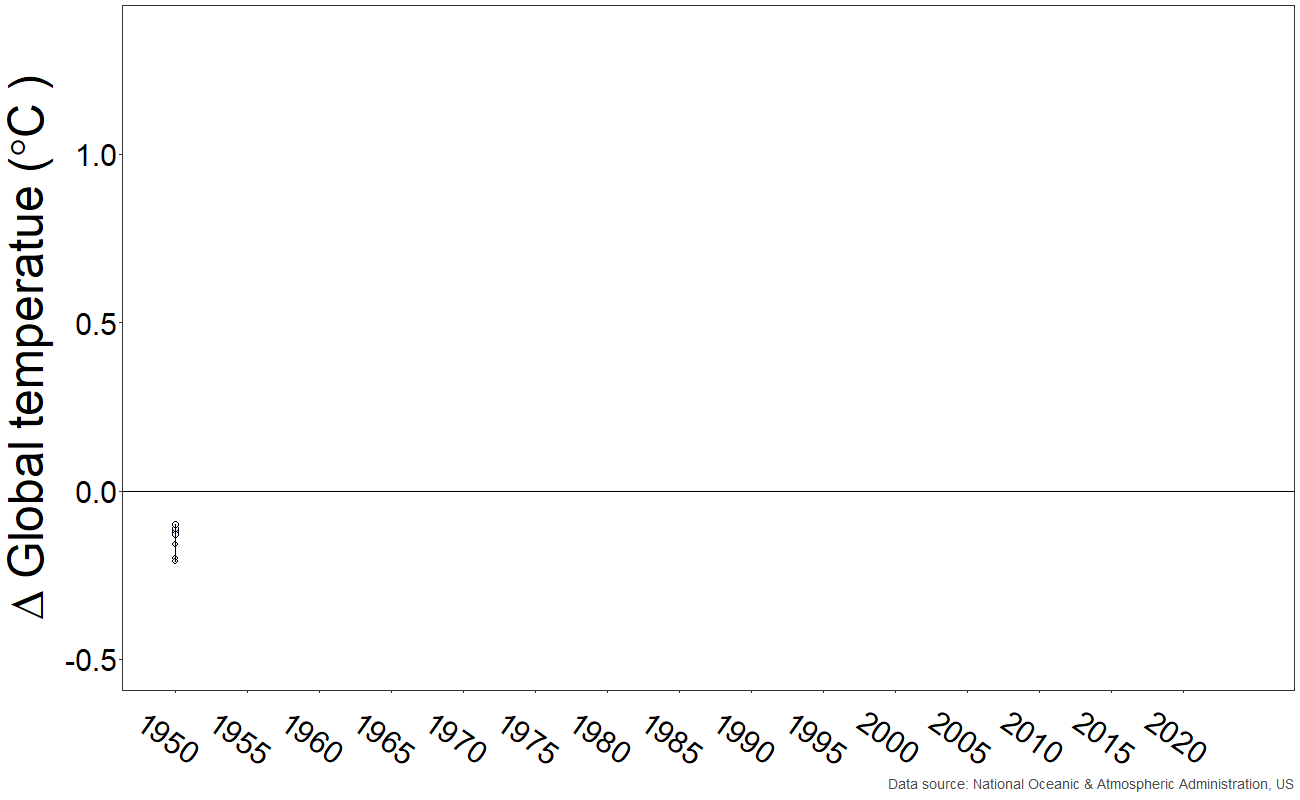 Δ Global temperatue (°C )
1.0
0.5
0.0
-0.5
1950 1955 1960 1965 1970 1975 1980 1985 1990 1995 2000 2005 2010 2015 2020
Data source: National Oceanic & Atmospheric Administration, US